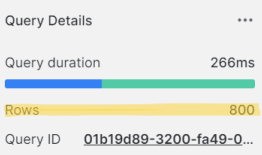 Query Details ...
Query duration 266ms
Rows 800
Query ID 01b19d89-3200-fa49-0...